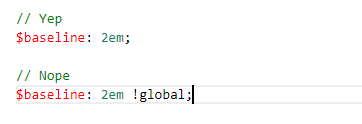 // Yep
$baseline: 2em;
// Nope
$baseline: 2em !global;